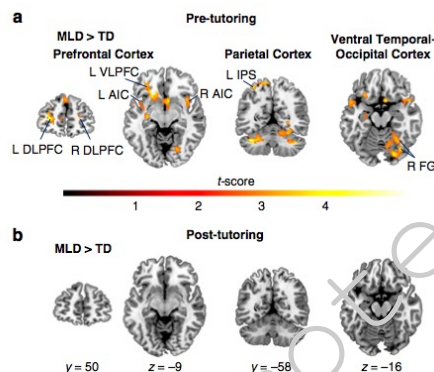 a
Pre-tutoring
MLD > TD
Prefrontal Cortex
Parietal Cortex
Ventral Temporal-
Occipital Cortex
L VLPFC
L AIC
R AIC
L IPS
L DLPFC
R DLPFC
R FG
t-score
1 2 3 4
b
Post-tutoring
MLD > TD
y = 50
z = −9
y = −58
z = −16